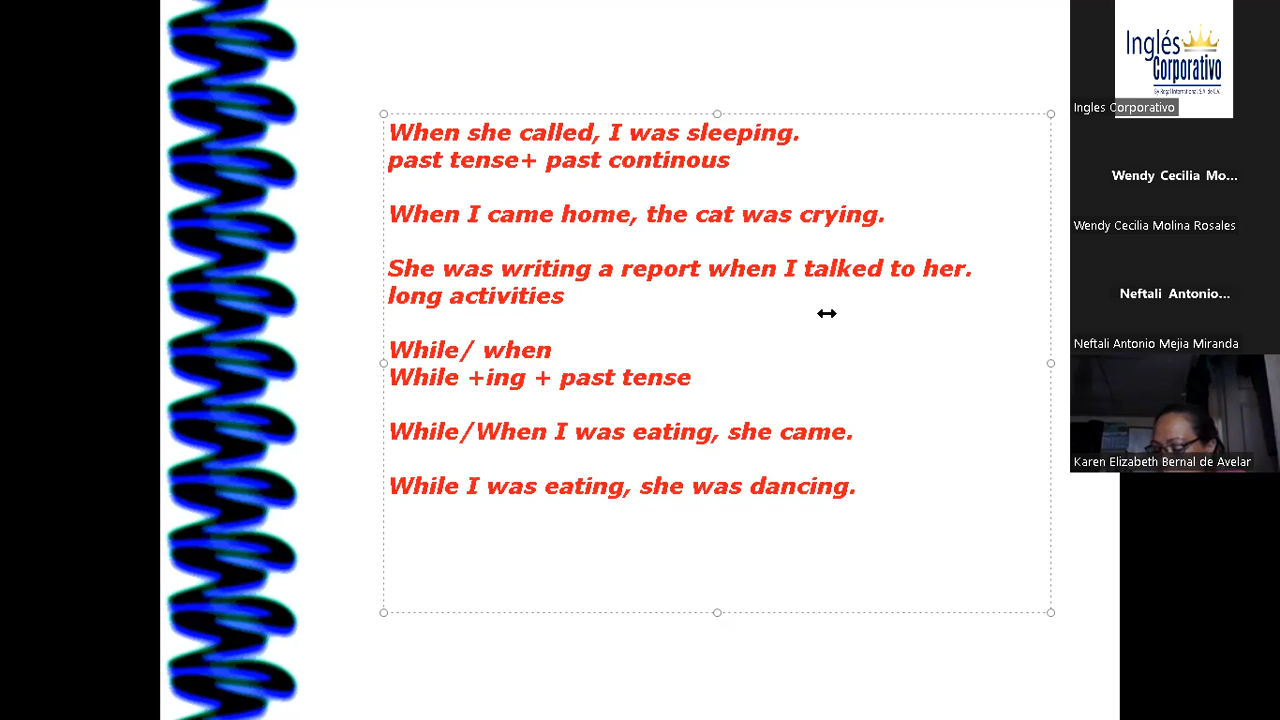 When she called, I was sleeping.
past tense+ past continous
When I came home, the cat was crying.
She was writing a report when I talked to her.
long activities
While/ when
While +ing + past tense
While/When I was eating, she came.
While I was eating, she was dancing.
Inglés
Corporativo
Ingles Corporativo
Wendy Cecilia Mo...
Wendy Cecilia Molina Rosales
Neftali Antonio...
Neftali Antonio Mejia Miranda
Karen Elizabeth Bernal de Avelar